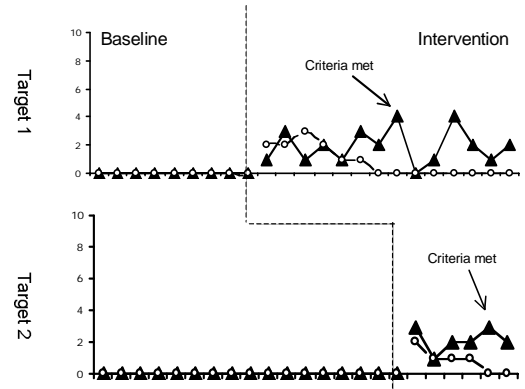 Baseline
Intervention
Criteria met
Target 1
10
8
6
4
2
0
Criteria met
Target 2
10
8
6
4
2
0